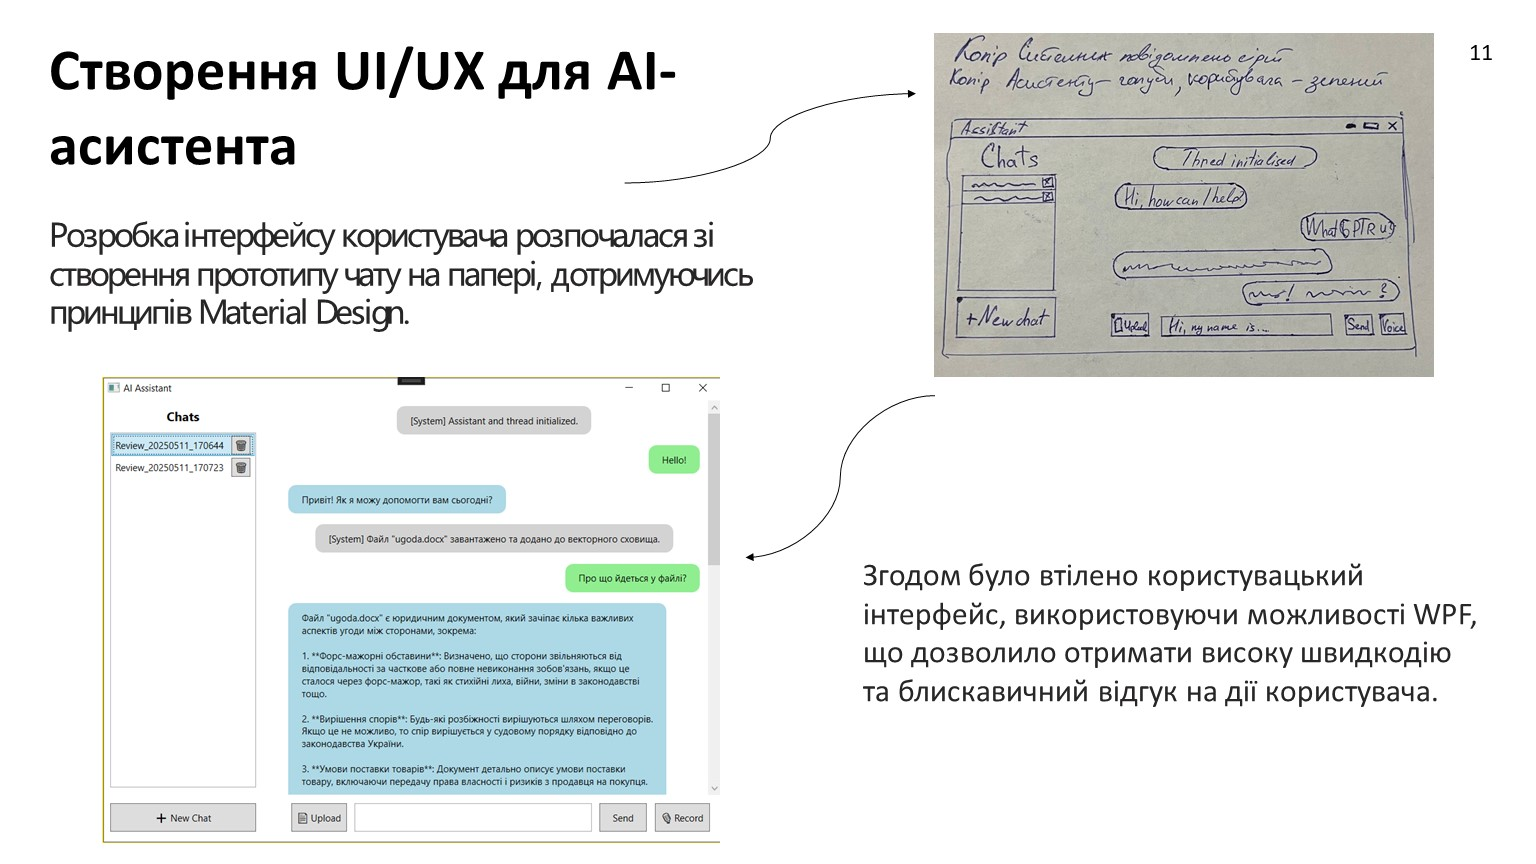 Створення UI/UX для AI-
асистента
11
Розробка інтерфейсу користувача розпочалася зі
створення прототипу чату на папері, дотримуючись
принципів Material Design.
Колір Системних повідомлень сірий
Колір Асистенту - голубий, користувача - зелений
Assistant
Chats
Thred initialised
Hi, how can I help?
+ New chat
Upload
Hi, my name is...
Send
Voice
AI Assistant
Chats
[System] Assistant and thread initialized.
Review_20250511_170644
Hello!
Review_20250511_170723
Привіт! Як я можу допомогти вам сьогодні?
[System] Файл "ugoda.docx" завантажено та додано до векторного сховища.
Про що йдеться у файлі?
Файл "ugoda.docx" є юридичним документом, який зачіпає кілька важливих
аспектів угоди між сторонами, зокрема:
1. **Форс-мажорні обставини**: Визначено, що сторони звільняються від
відповідальності за часткове або повне невиконання зобов'язань, якщо це
сталося через форс-мажор, такі як стихійні лиха, війни, зміни в законодавстві
тощо.
2. **Вирішення спорів**: Будь-які розбіжності вирішуються шляхом переговорів.
Якщо це не можливо, то спір вирішується у судовому порядку відповідно до
законодавства України.
3. **Умови поставки товарів**: Документ детально описує умови поставки
товару, включаючи передачу права власності і ризиків з продавця на покупця.
+ New Chat
Upload
Send
Record
Згодом було втілено користувацький
інтерфейс, використовуючи можливості WPF,
що дозволило отримати високу швидкодію
та блискавичний відгук на дії користувача.